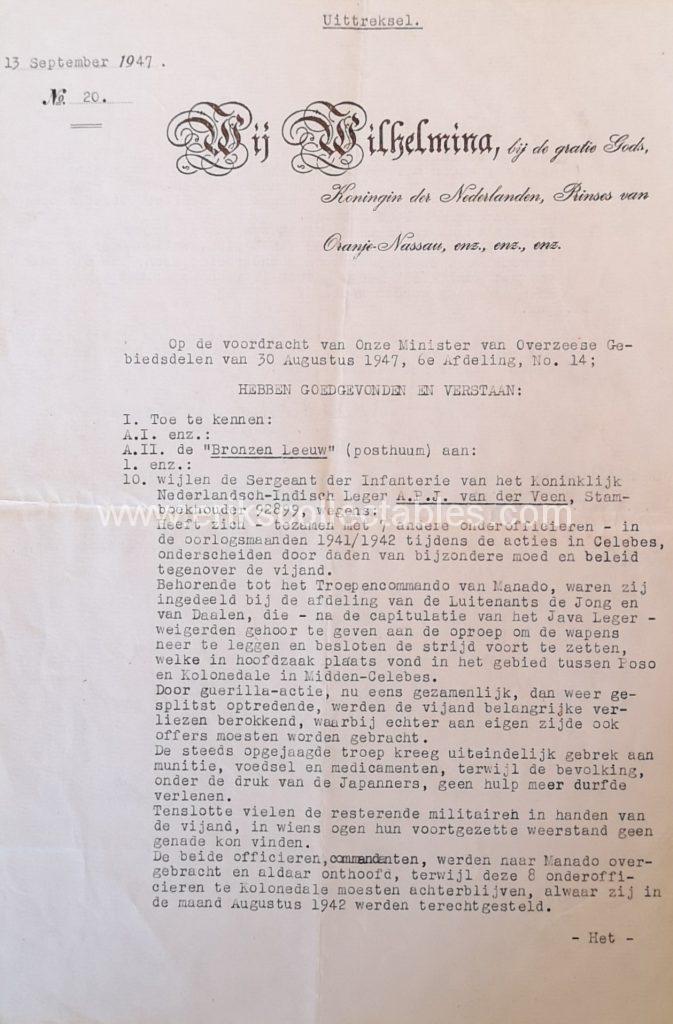 Uittreksel.
13 September 1947.
No. 20.
Wij Wilhelmina, bij de gratie Gods,
Koningin der Nederlanden, Prinses van
Oranje-Nassau, enz., enz., enz.
Op de voordracht van Onze Minister van Overzeese Ge-
biedsdelen van 30 Augustus 1947, 6e Afdeling, No. 14;
HEBBEN GOEDGEVONDEN EN VERSTAAN:
I. Toe te kennen:
A.I. enz.:
A.II. de "Bronzen Leeuw" (posthuum) aan:
1. enz.:
10. wijlen de Sergeant der Infanterie van het Koninklijk
Nederlandsch-Indisch Leger A.P.J. van der Veen, Stam-
boekhouder 92899, wegens:
Heeft zich - tezamen met 7 andere onderofficieren - in
de oorlogsmaanden 1941/1942 tijdens de acties in Celebes,
onderscheiden door daden van bijzondere moed en beleid
tegenover de vijand.
Behorende tot het Troepencommando van Manado, waren zij
ingedeeld bij de afdeling van de Luitenants de Jong en
van Daalen, die - na de capitulatie van het Java Leger -
weigerden gehoor te geven aan de oproep om de wapens
neer te leggen en besloten de strijd voort te zetten,
welke in hoofdzaak plaats vond in het gebied tussen Poso
en Kolonedale in Midden-Celebes.
Door guerilla-actie, nu eens gezamenlijk, dan weer ge-
splitst optredende, werden de vijand belangrijke ver-
liezen berokkend, waarbij echter aan eigen zijde ook
offers moesten worden gebracht.
De steeds opgejaagde troep kreeg uiteindelijk gebrek aan
munitie, voedsel en medicamenten, terwijl de bevolking,
onder de druk van de Japanners, geen hulp meer durfde
verlenen.
Tenslotte vielen de resterende militairen in handen van
de vijand, in wiens ogen hun voortgezette weerstand geen
genade kon vinden.
De beide officieren, commandanten, werden naar Manado over-
gebracht en aldaar onthoofd, terwijl deze 8 onderoffi-
cieren te Kolonedale moesten achterblijven, alwaar zij in
de maand Augustus 1942 werden terechtgesteld.
- Het -